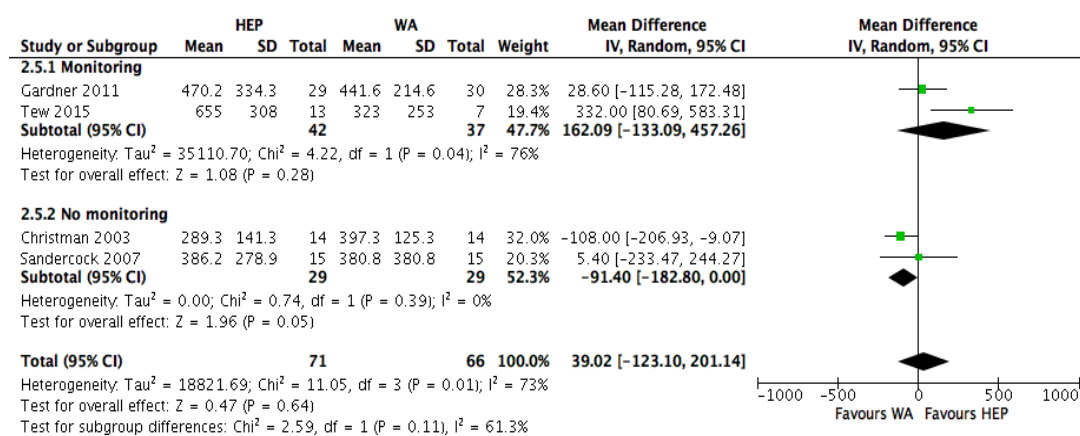 HEP WA Mean Difference Mean Difference
Study or Subgroup Mean SD Total Mean SD Total Weight IV, Random, 95% CI IV, Random, 95% CI
2.5.1 Monitoring
Gardner 2011 470.2 334.3 29 441.6 214.6 30 28.3% 28.60 [-115.28, 172.48]
Tew 2015 655 308 13 323 253 7 19.4% 332.00 [80.69, 583.31]
Subtotal (95% CI) 42 37 47.7% 162.09 [-133.09, 457.26]
Heterogeneity: Tau² = 35110.70; Chi² = 4.22, df = 1 (P = 0.04); I² = 76%
Test for overall effect: Z = 1.08 (P = 0.28)
2.5.2 No monitoring
Christman 2003 289.3 141.3 14 397.3 125.3 14 32.0% -108.00 [-206.93, -9.07]
Sandercock 2007 386.2 278.9 15 380.8 380.8 15 20.3% 5.40 [-233.47, 244.27]
Subtotal (95% CI) 29 29 52.3% -91.40 [-182.80, 0.00]
Heterogeneity: Tau² = 0.00; Chi² = 0.74, df = 1 (P = 0.39); I² = 0%
Test for overall effect: Z = 1.96 (P = 0.05)
Total (95% CI) 71 66 100.0% 39.02 [-123.10, 201.14]
Heterogeneity: Tau² = 18821.69; Chi² = 11.05, df = 3 (P = 0.01); I² = 73%
Test for overall effect: Z = 0.47 (P = 0.64)
Test for subgroup differences: Chi² = 2.59, df = 1 (P = 0.11), I² = 61.3%
-1000 -500 0 500 1000
Favours WA Favours HEP